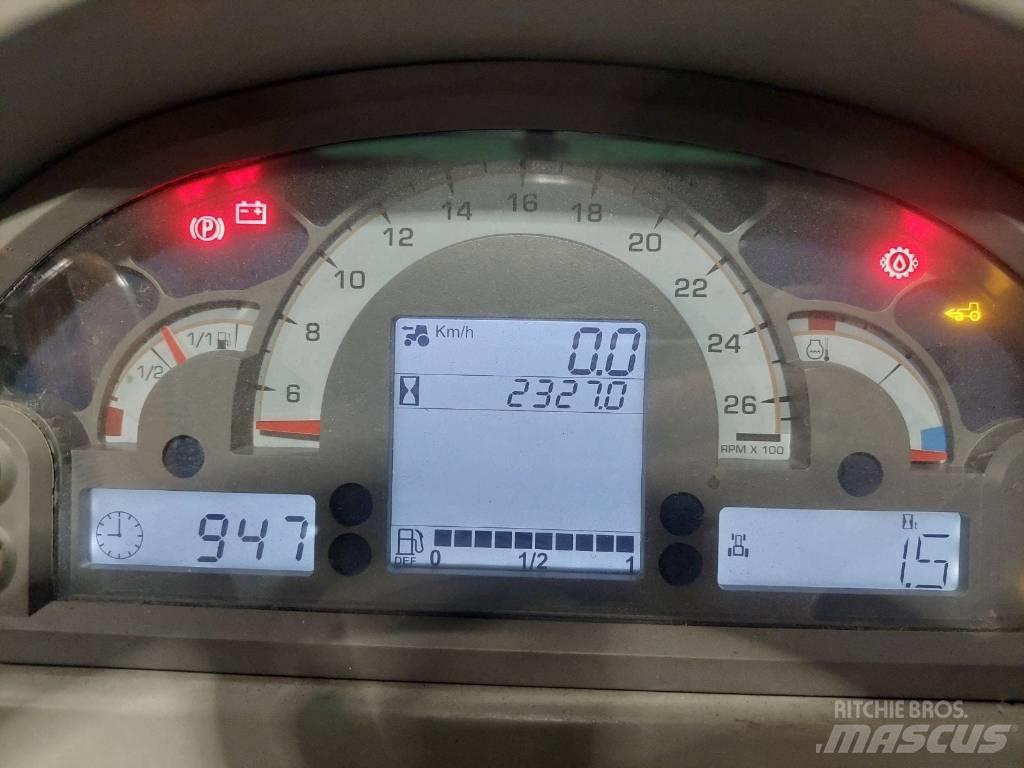 P
14 16 18
12 20
10 22
8 24
6 26
RPM X 100
1/1
1/2
Km/h 0.0
2327.0
947
DEF 0 1/2 1
t
1.5
RITCHIE BROS.
MASCUS